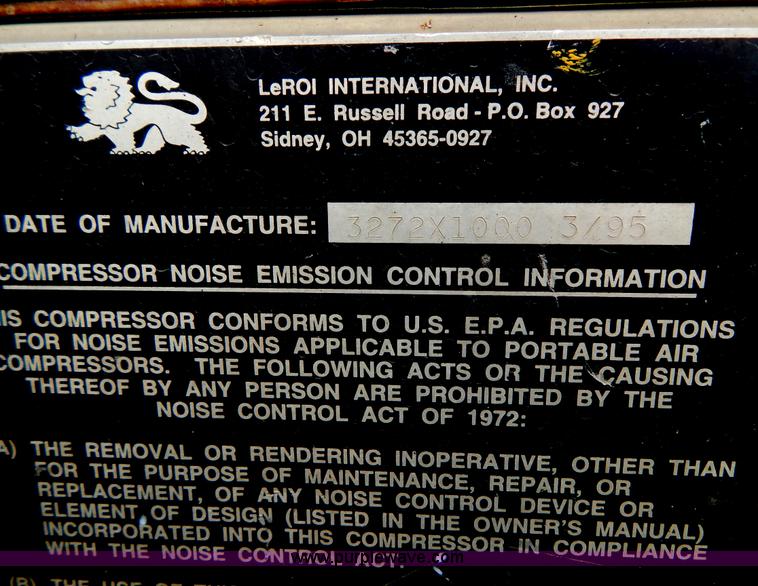 LeROI INTERNATIONAL, INC.
211 E. Russell Road - P.O. Box 927
Sidney, OH 45365-0927
DATE OF MANUFACTURE: 3272X1000 3/95
COMPRESSOR NOISE EMISSION CONTROL INFORMATION
IS COMPRESSOR CONFORMS TO U.S. E.P.A. REGULATIONS
FOR NOISE EMISSIONS APPLICABLE TO PORTABLE AIR
COMPRESSORS. THE FOLLOWING ACTS OR THE CAUSING
THEREOF BY ANY PERSON ARE PROHIBITED BY THE
NOISE CONTROL ACT OF 1972:
A) THE REMOVAL OR RENDERING INOPERATIVE, OTHER THAN
FOR THE PURPOSE OF MAINTENANCE, REPAIR, OR
REPLACEMENT, OF ANY NOISE CONTROL DEVICE OR
ELEMENT OF DESIGN (LISTED IN THE OWNER'S MANUAL)
INCORPORATED INTO THIS COMPRESSOR IN COMPLIANCE
WITH THE NOISE CONT
www.purplewave.com
(B) THE USE OF